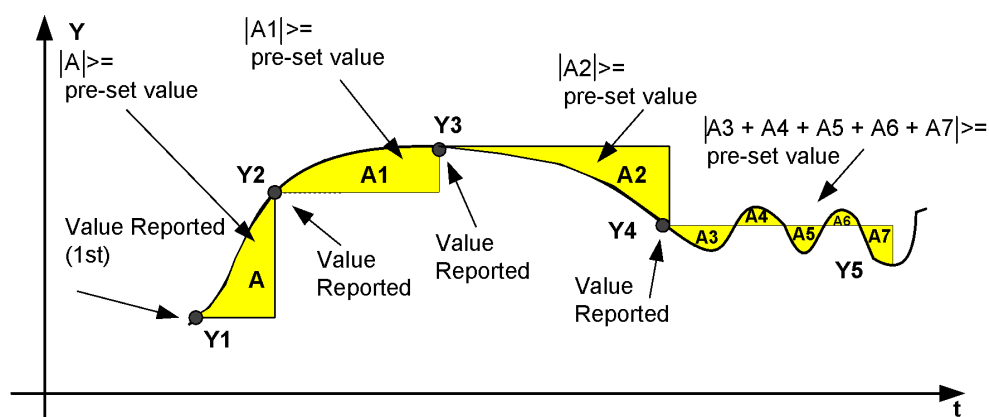 Y
|A|>=
pre-set value
|A1|>=
pre-set value
|A2|>=
pre-set value
|A3 + A4 + A5 + A6 + A7|>=
pre-set value
Y3
Y2
A1
A2
Value Reported
(1st)
A
Y1
Value
Reported
Value
Reported
Y4
Value
Reported
A3
A4
A5
A6
A7
Y5
t